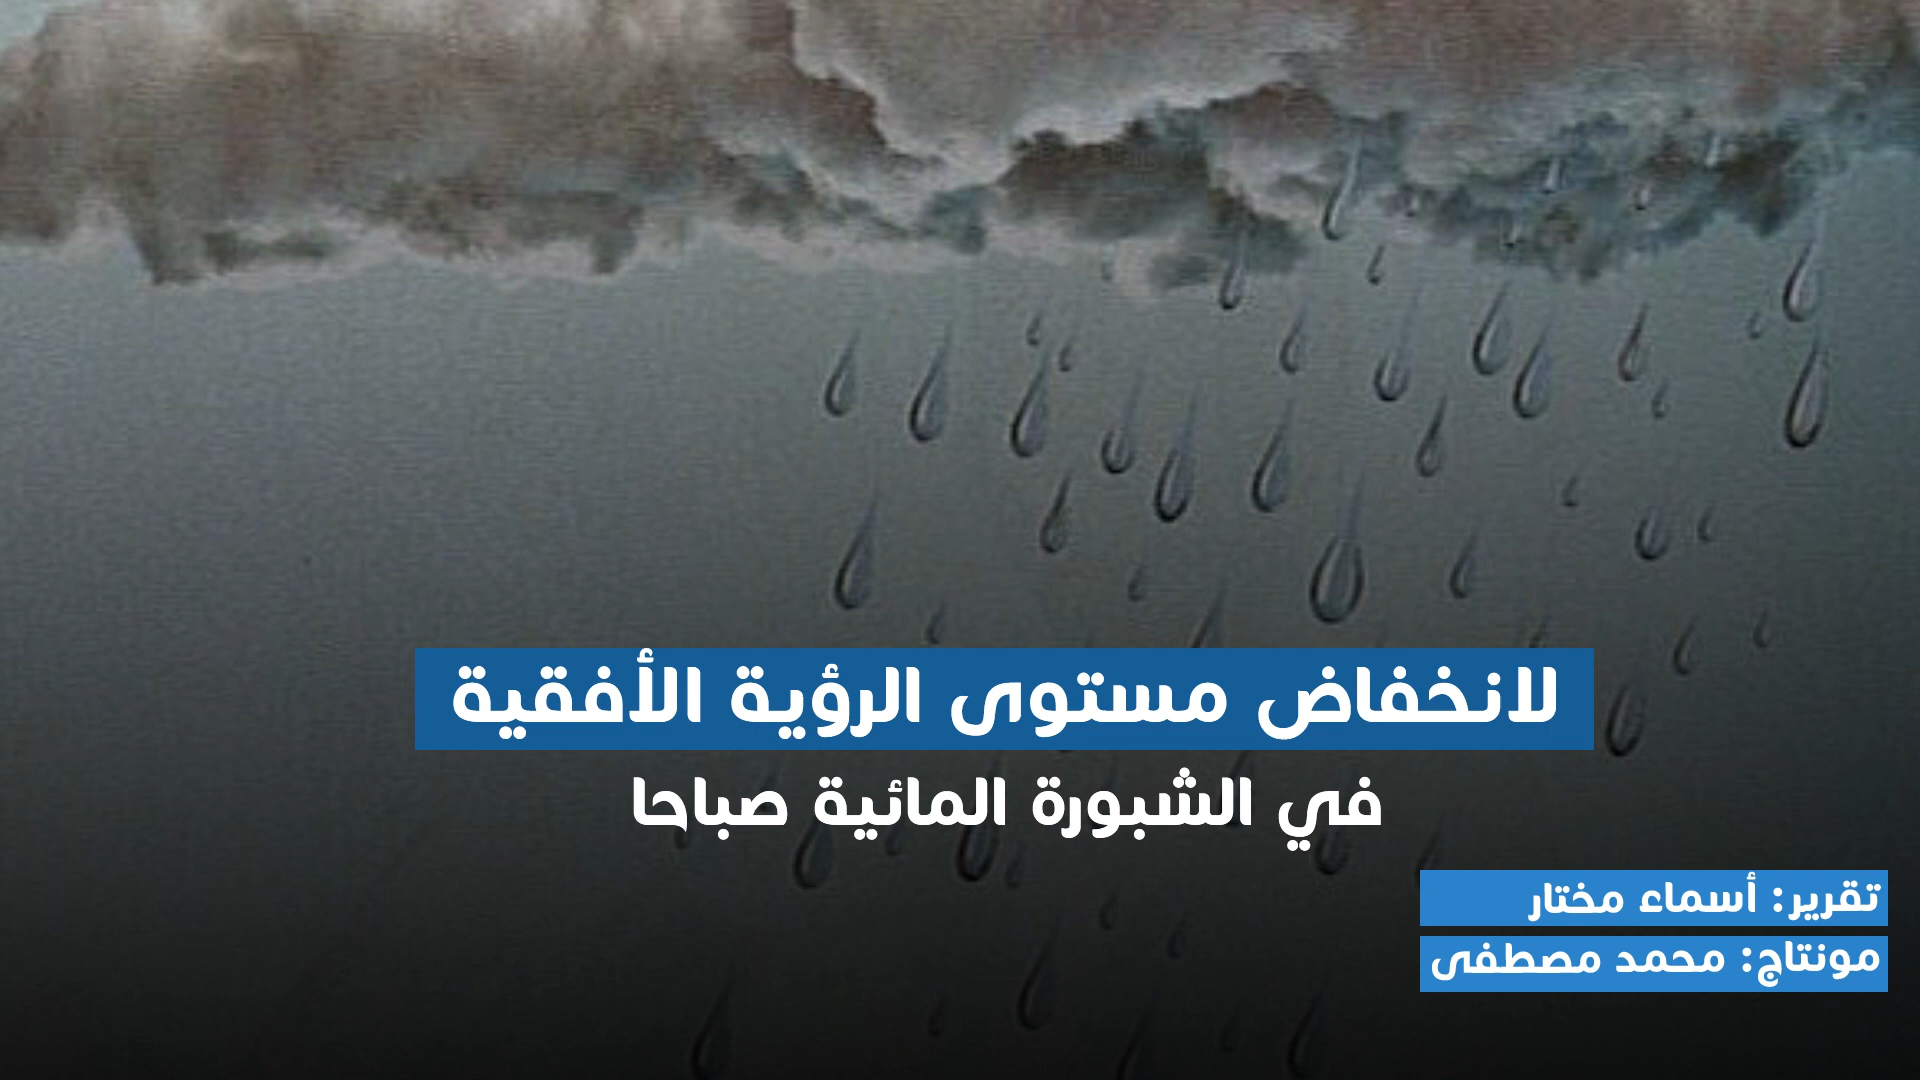 لانخفاض مستوى الرؤية الأفقية
في الشبورة المائية صباحا
تقرير: أسماء مختار
مونتاج: محمد مصطفى